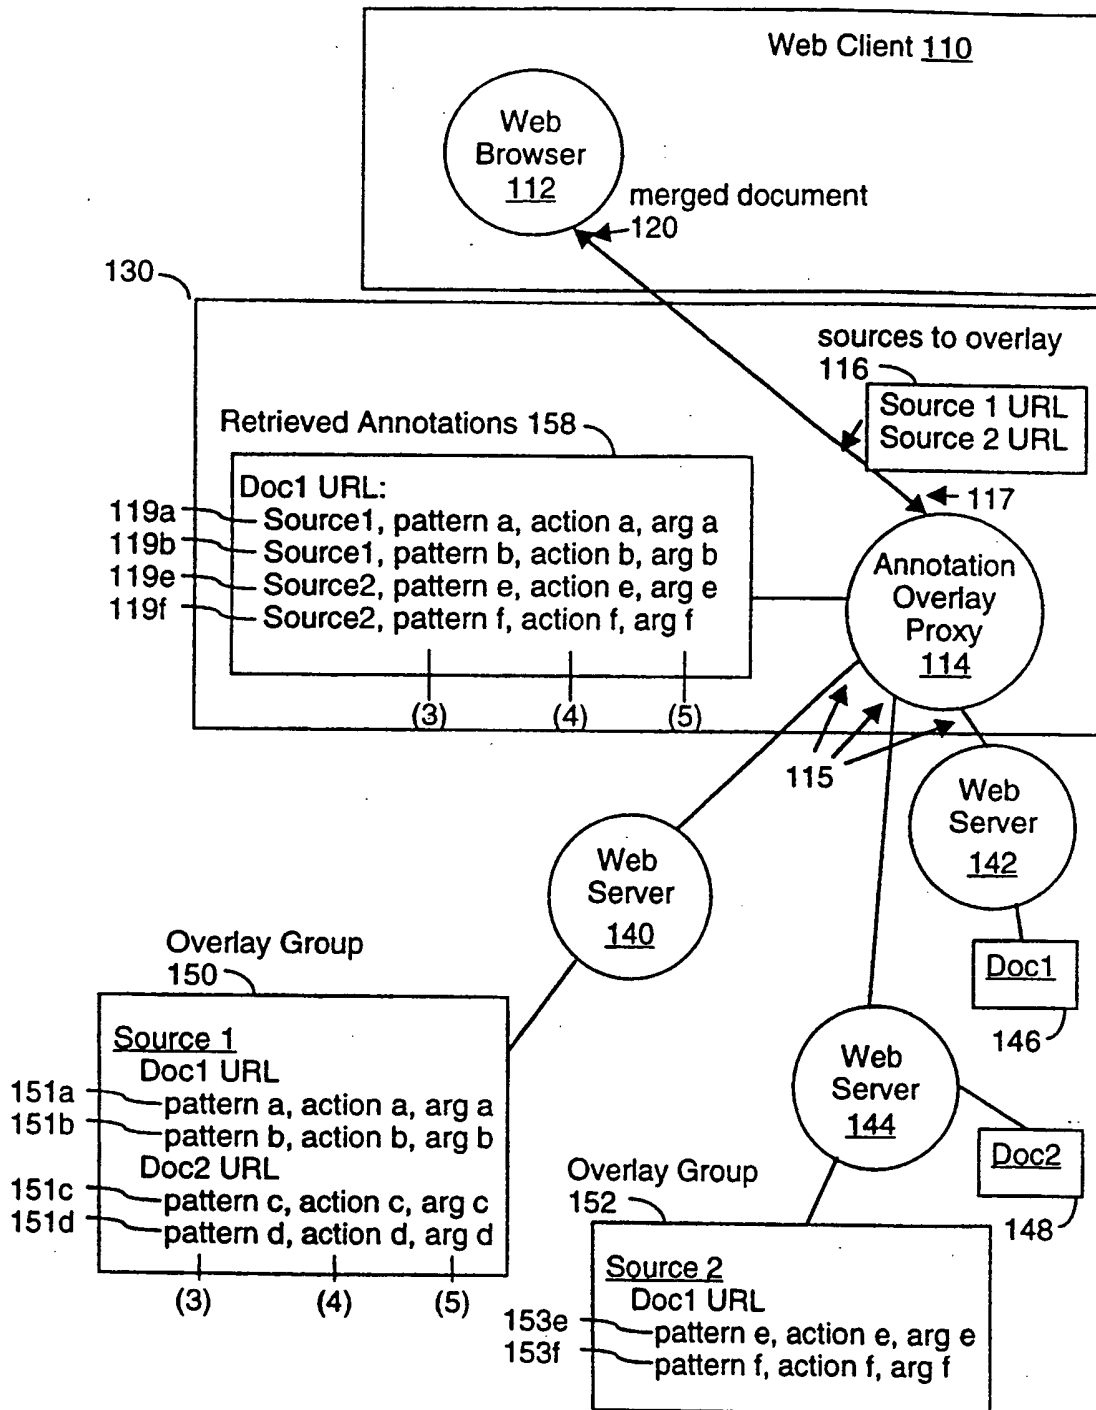 Web Client 110
Web
Browser
112
merged document
120
130
sources to overlay
116
Source 1 URL
Source 2 URL
Retrieved Annotations 158
117
Doc1 URL:
119a
Source1, pattern a, action a, arg a
119b
Source1, pattern b, action b, arg b
119e
Source2, pattern e, action e, arg e
119f
Source2, pattern f, action f, arg f
Annotation
Overlay
Proxy
114
(3) (4) (5)
115
Web
Server
142
Web
Server
140
Doc1
146
Overlay Group
150
Source 1
Doc1 URL
151a
pattern a, action a, arg a
151b
pattern b, action b, arg b
Doc2 URL
151c
pattern c, action c, arg c
151d
pattern d, action d, arg d
(3) (4) (5)
Web
Server
144
Doc2
148
Overlay Group
152
Source 2
Doc1 URL
153e
pattern e, action e, arg e
153f
pattern f, action f, arg f